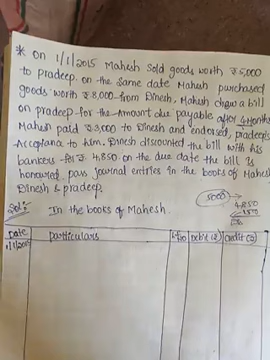 * On 1/1/2015 Mahesh sold goods worth ₹ 5,000
to pradeep. on the same date Mahesh purchased
goods worth ₹ 8,000 from Dinesh, Mahesh drew a bill
on pradeep for the amount due payable after 4 Months
Mahesh paid ₹ 3,000 to Dinesh and endorsed, pradeep's
Acceptance to him. Dinesh discounted the bill with his
bankers for ₹ 4,850 on the due date the bill is
honoured. pass journal entries in the books of Mahesh
Dinesh & pradeep.
5000
4,850
150
Sol:- In the books of Mahesh.
Date particulars L/Fno Debit (₹) Credit (₹)
1/1/2015